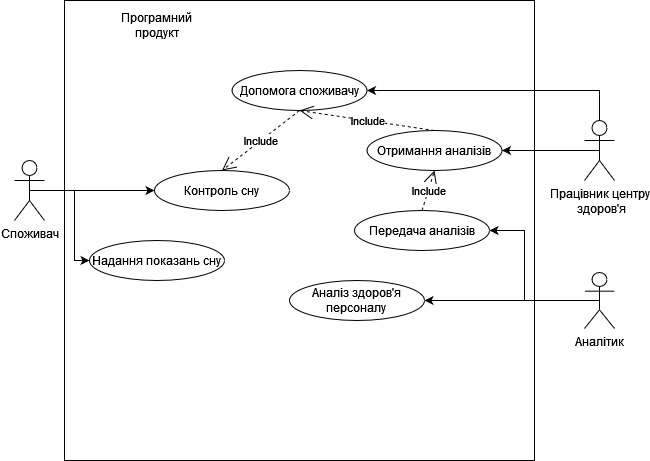 Програмний
продукт
Допомога споживачу
Include
Include
Отримання аналізів
Працівник центру
здоров'я
Контроль сну
Include
Споживач
Передача аналізів
Надання показань сну
Аналіз здоров'я
персоналу
Аналітик